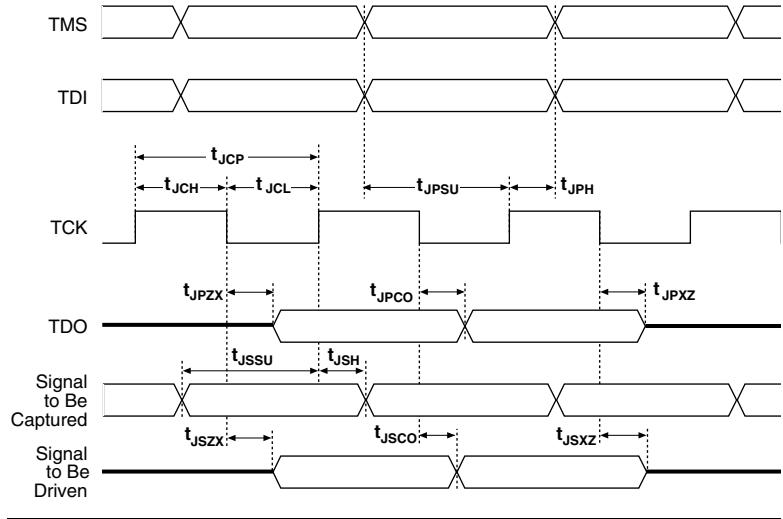 TMS
TDI
tJCP
tJCH
tJCL
tJPSU
tJPH
TCK
tJPZX
tJPCO
tJPXZ
TDO
tJSSU
tJSH
Signal
to Be
Captured
tJSZX
tJSCO
tJSXZ
Signal
to Be
Driven